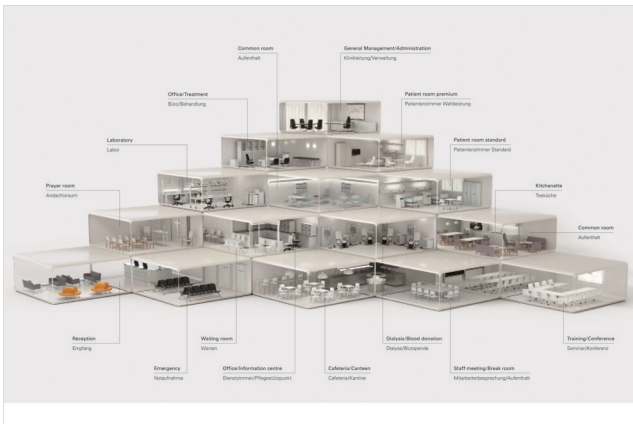 Common room
Aufenthalt
General Management/Administration
Klinikleitung/Verwaltung
Office/Treatment
Büro/Behandlung
Patient room premium
Patientenzimmer Wahlleistung
Laboratory
Labor
Patient room standard
Patientenzimmer Standard
Prayer room
Andachtsraum
Kitchenette
Teeküche
Common room
Aufenthalt
Reception
Empfang
Waiting room
Warten
Dialysis/Blood donation
Dialyse/Blutspende
Training/Conference
Seminar/Konferenz
Emergency
Notaufnahme
Office/Information centre
Dienstzimmer/Pflegestützpunkt
Cafeteria/Canteen
Cafeteria/Kantine
Staff meeting/Break room
Mitarbeiterbesprechung/Aufenthalt